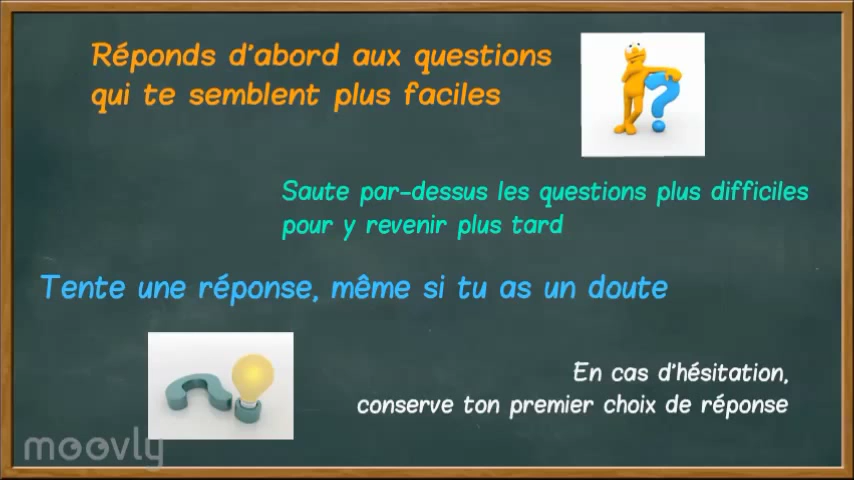 Réponds d'abord aux questions
qui te semblent plus faciles
Saute par-dessus les questions plus difficiles
pour y revenir plus tard
Tente une réponse, même si tu as un doute
En cas d'hésitation,
conserve ton premier choix de réponse
moovly